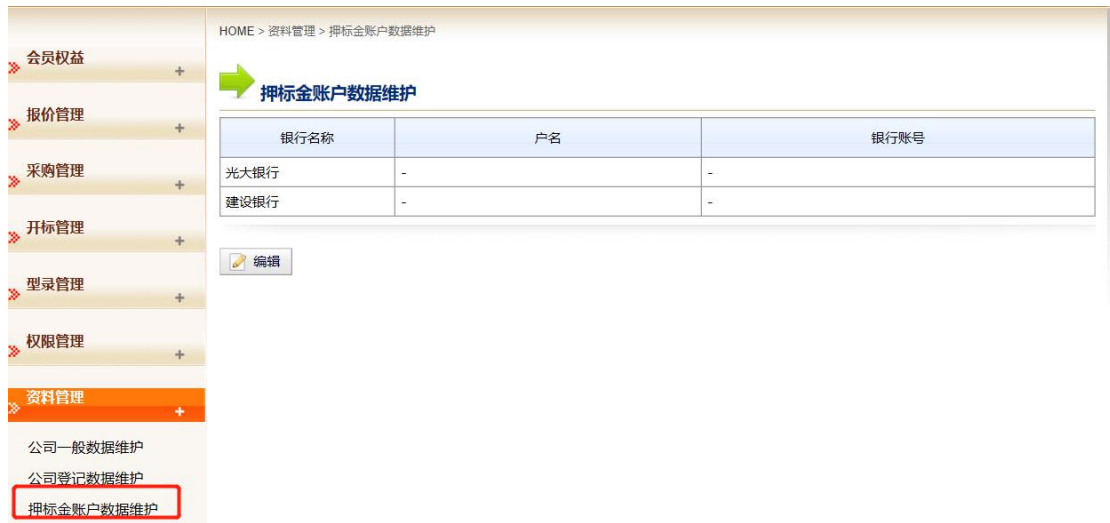 HOME > 资料管理 > 押标金账户数据维护
会员权益
报价管理
采购管理
开标管理
型录管理
权限管理
资料管理
公司一般数据维护
公司登记数据维护
押标金账户数据维护
押标金账户数据维护
银行名称 户名 银行账号
光大银行 - -
建设银行 - -
编辑